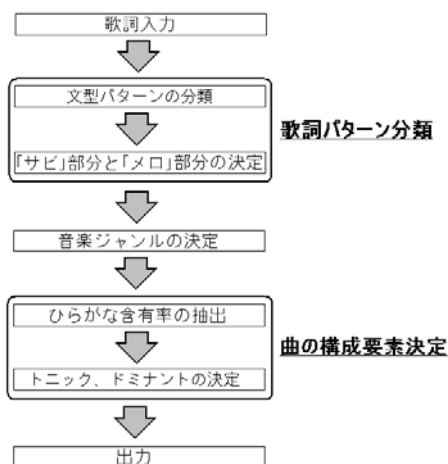 歌詞入力
文型パターンの分類
歌詞パターン分類
「サビ」部分と「メロ」部分の決定
音楽ジャンルの決定
ひらがな含有率の抽出
曲の構成要素決定
トニック、ドミナントの決定
出力